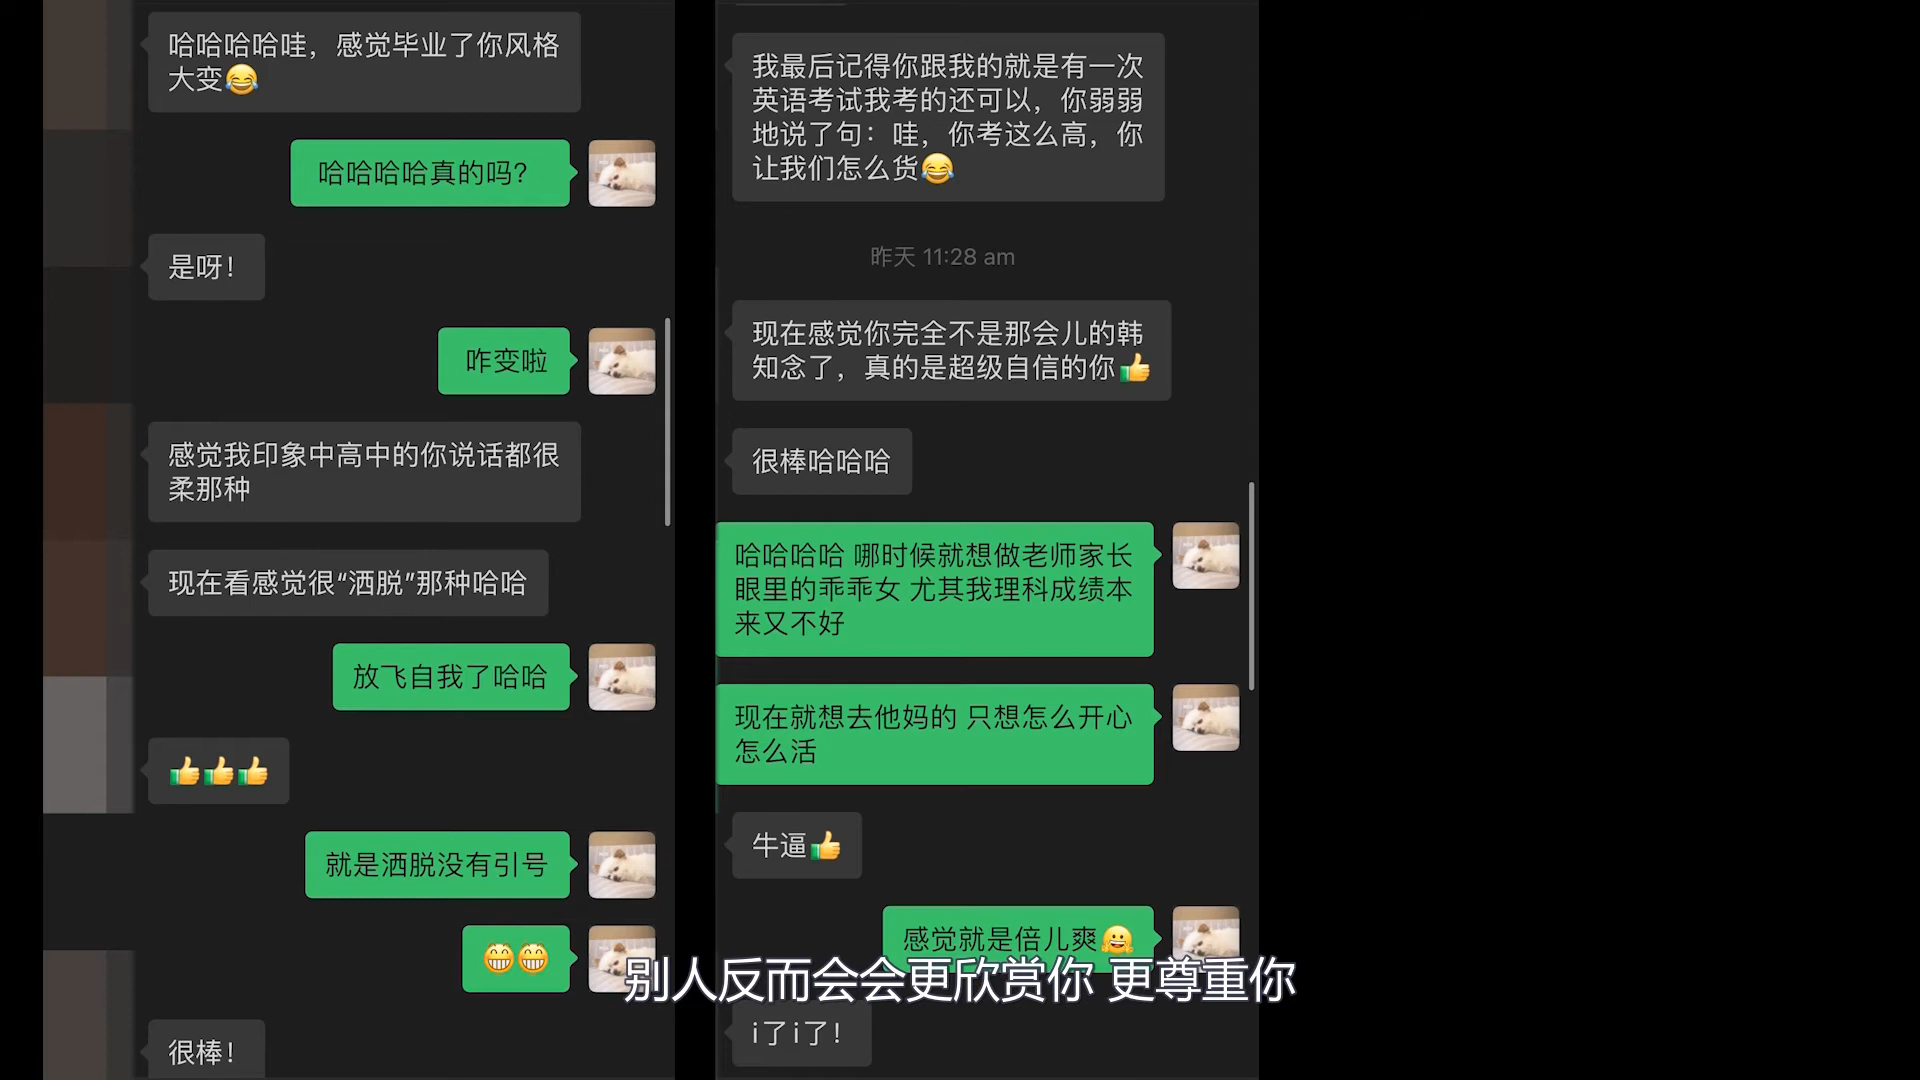 哈哈哈哈哇，感觉毕业了你风格
大变😂
哈哈哈哈真的吗？
是呀！
咋变啦
感觉我印象中高中的你说话都很
柔那种
现在看感觉很“洒脱”那种哈哈
放飞自我了哈哈
👍👍👍
就是洒脱没有引号
😁😁
很棒！
我最后记得你跟我的就是有一次
英语考试我考的还可以，你弱弱
地说了句：哇，你考这么高，你
让我们怎么货😂
昨天 11:28 am
现在感觉你完全不是那会儿的韩
知念了，真的是超级自信的你👍
很棒哈哈哈
哈哈哈哈 哪时候就想做老师家长
眼里的乖乖女 尤其我理科成绩本
来又不好
现在就想去他妈的 只想怎么开心
怎么活
牛逼👍
感觉就是倍儿爽🤗
i了i了！
别人反而会会更欣赏你 更尊重你